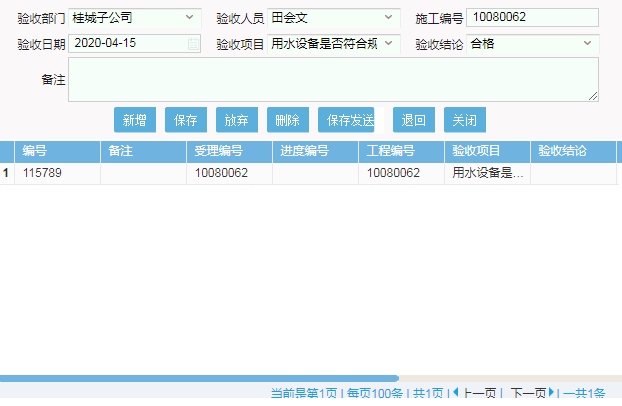 验收部门 桂城子公司 验收人员 田会文 施工编号 10080062
验收日期 2020-04-15 验收项目 用水设备是否符合规 验收结论 合格
备注
新增 保存 放弃 删除 保存发送 退回 关闭
编号 备注 受理编号 进度编号 工程编号 验收项目 验收结论
1 115789 10080062 10080062 用水设备是...
当前是第1页 | 每页100条 | 共1页 | 上一页 | 下一页 | 一共1条